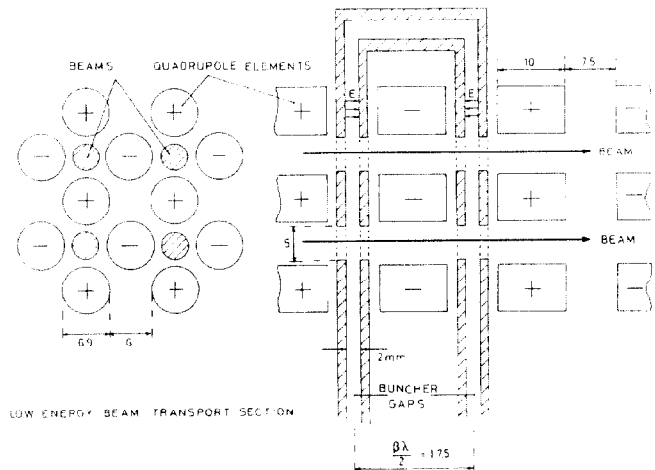 BEAMS
QUADRUPOLE ELEMENTS
10
7.5
+
+
+
E
−
E
+
−
−
−
−
BEAM
+
+
−
+
−
−
−
−
5
BEAM
+
+
+
−
+
6.9
6
2mm
BUNCHER
GAPS
LOW ENERGY BEAM TRANSPORT SECTION
βλ
2
= 17.5